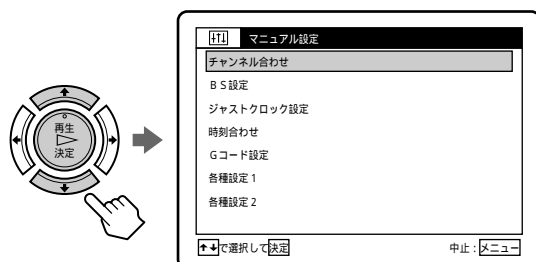 再生
決定
マニュアル設定
チャンネル合わせ
BS設定
ジャストクロック設定
時刻合わせ
Gコード設定
各種設定1
各種設定2
↑↓で選択して決定 中止:メニュー